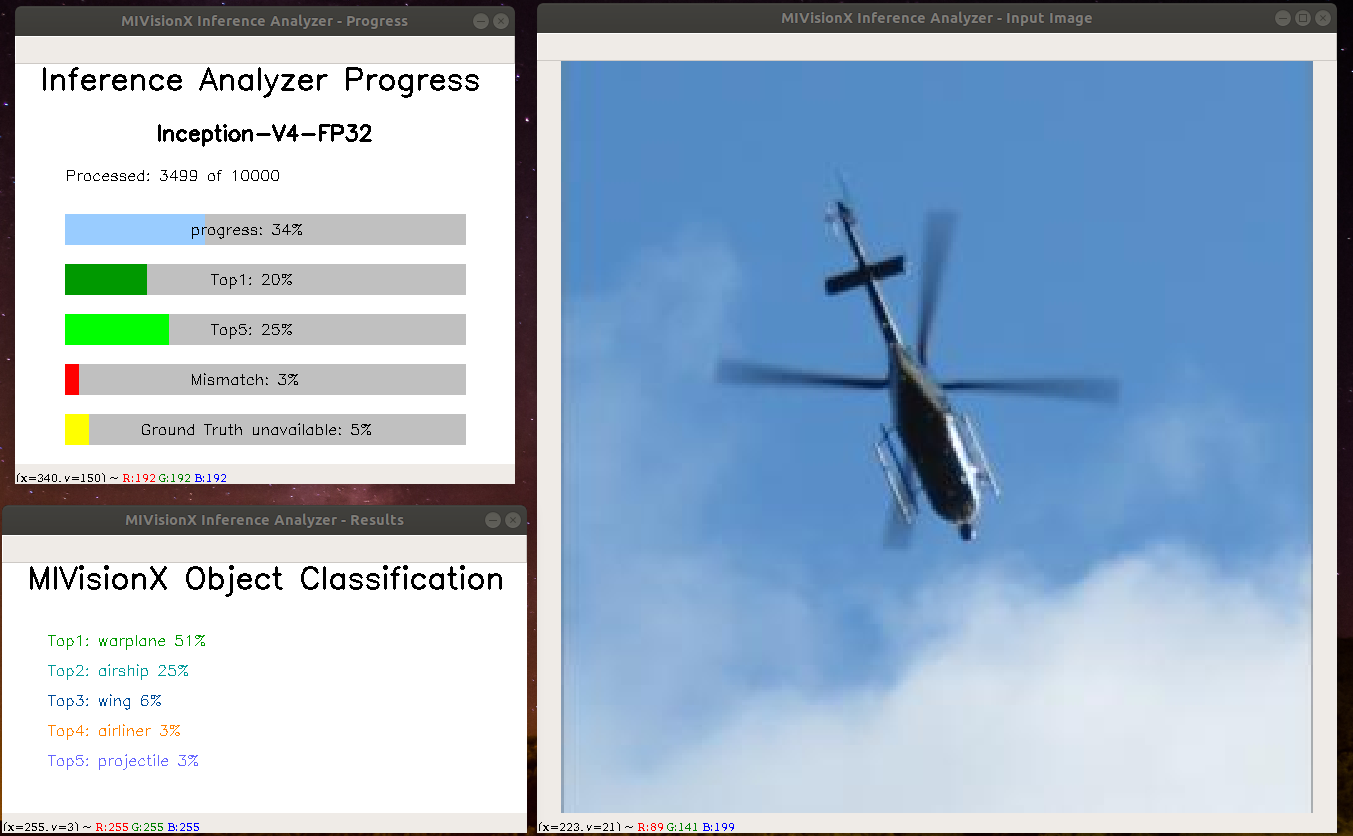 MIVisionX Inference Analyzer - Progress
Inference Analyzer Progress
Inception-V4-FP32
Processed: 3499 of 10000
progress: 34%
Top1: 20%
Top5: 25%
Mismatch: 3%
Ground Truth unavailable: 5%
(x=340, y=150) ~ R:192 G:192 B:192
MIVisionX Inference Analyzer - Results
MIVisionX Object Classification
Top1: warplane 51%
Top2: airship 25%
Top3: wing 6%
Top4: airliner 3%
Top5: projectile 3%
(x=255, y=3) ~ R:255 G:255 B:255
MIVisionX Inference Analyzer - Input Image
(x=223, y=21) ~ R:89 G:141 B:199